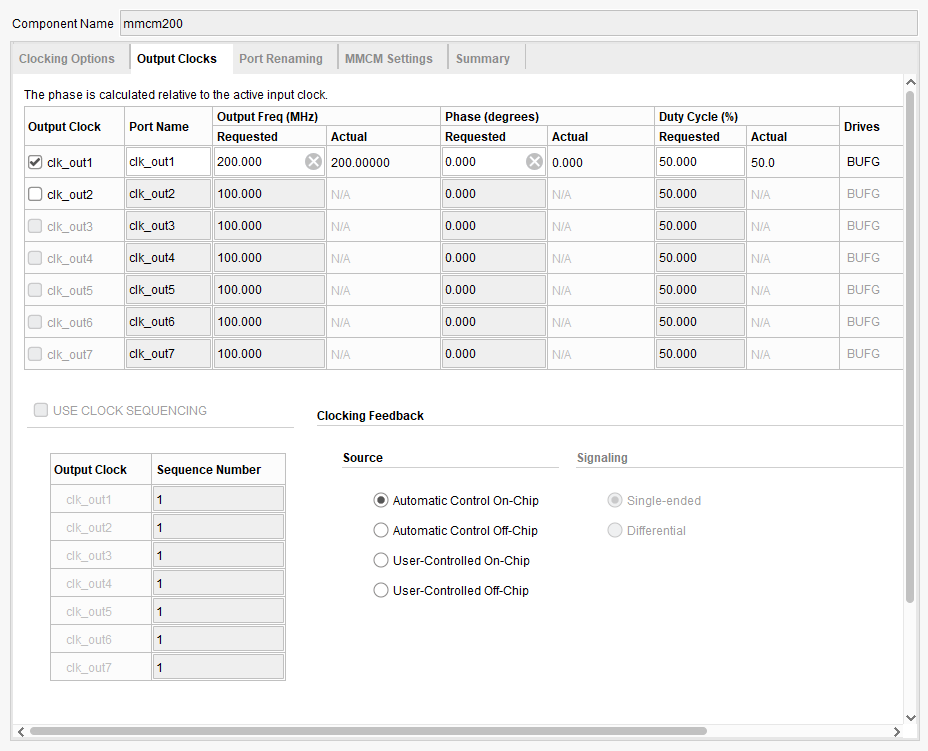 Component Name mmcm200
Clocking Options Output Clocks Port Renaming MMCM Settings Summary
The phase is calculated relative to the active input clock.
Output Clock Port Name Output Freq (MHz) Phase (degrees) Duty Cycle (%) Drives
Requested Actual Requested Actual Requested Actual
clk_out1 clk_out1 200.000 200.00000 0.000 0.000 50.000 50.0 BUFG
clk_out2 clk_out2 100.000 N/A 0.000 N/A 50.000 N/A BUFG
clk_out3 clk_out3 100.000 N/A 0.000 N/A 50.000 N/A BUFG
clk_out4 clk_out4 100.000 N/A 0.000 N/A 50.000 N/A BUFG
clk_out5 clk_out5 100.000 N/A 0.000 N/A 50.000 N/A BUFG
clk_out6 clk_out6 100.000 N/A 0.000 N/A 50.000 N/A BUFG
clk_out7 clk_out7 100.000 N/A 0.000 N/A 50.000 N/A BUFG
USE CLOCK SEQUENCING
Output Clock Sequence Number
clk_out1 1
clk_out2 1
clk_out3 1
clk_out4 1
clk_out5 1
clk_out6 1
clk_out7 1
Clocking Feedback
Source
Automatic Control On-Chip
Automatic Control Off-Chip
User-Controlled On-Chip
User-Controlled Off-Chip
Signaling
Single-ended
Differential